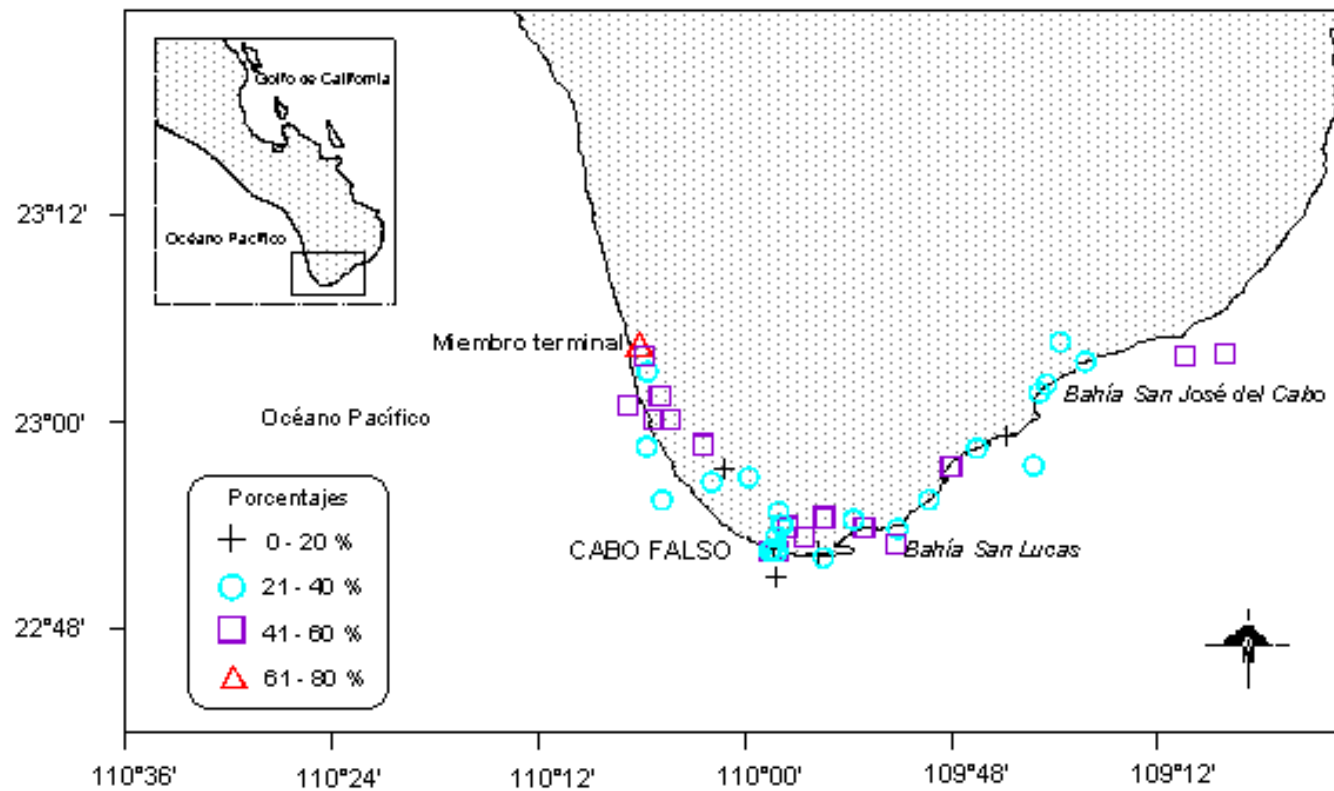 Golfo de California
Océano Pacífico
23°12'
23°00'
22°48'
Miembro terminal
Océano Pacífico
CABO FALSO
Bahía San José del Cabo
Bahía San Lucas
Porcentajes
0 - 20 %
21 - 40 %
41 - 60 %
61 - 80 %
N
110°36'
110°24'
110°12'
110°00'
109°48'
109°12'